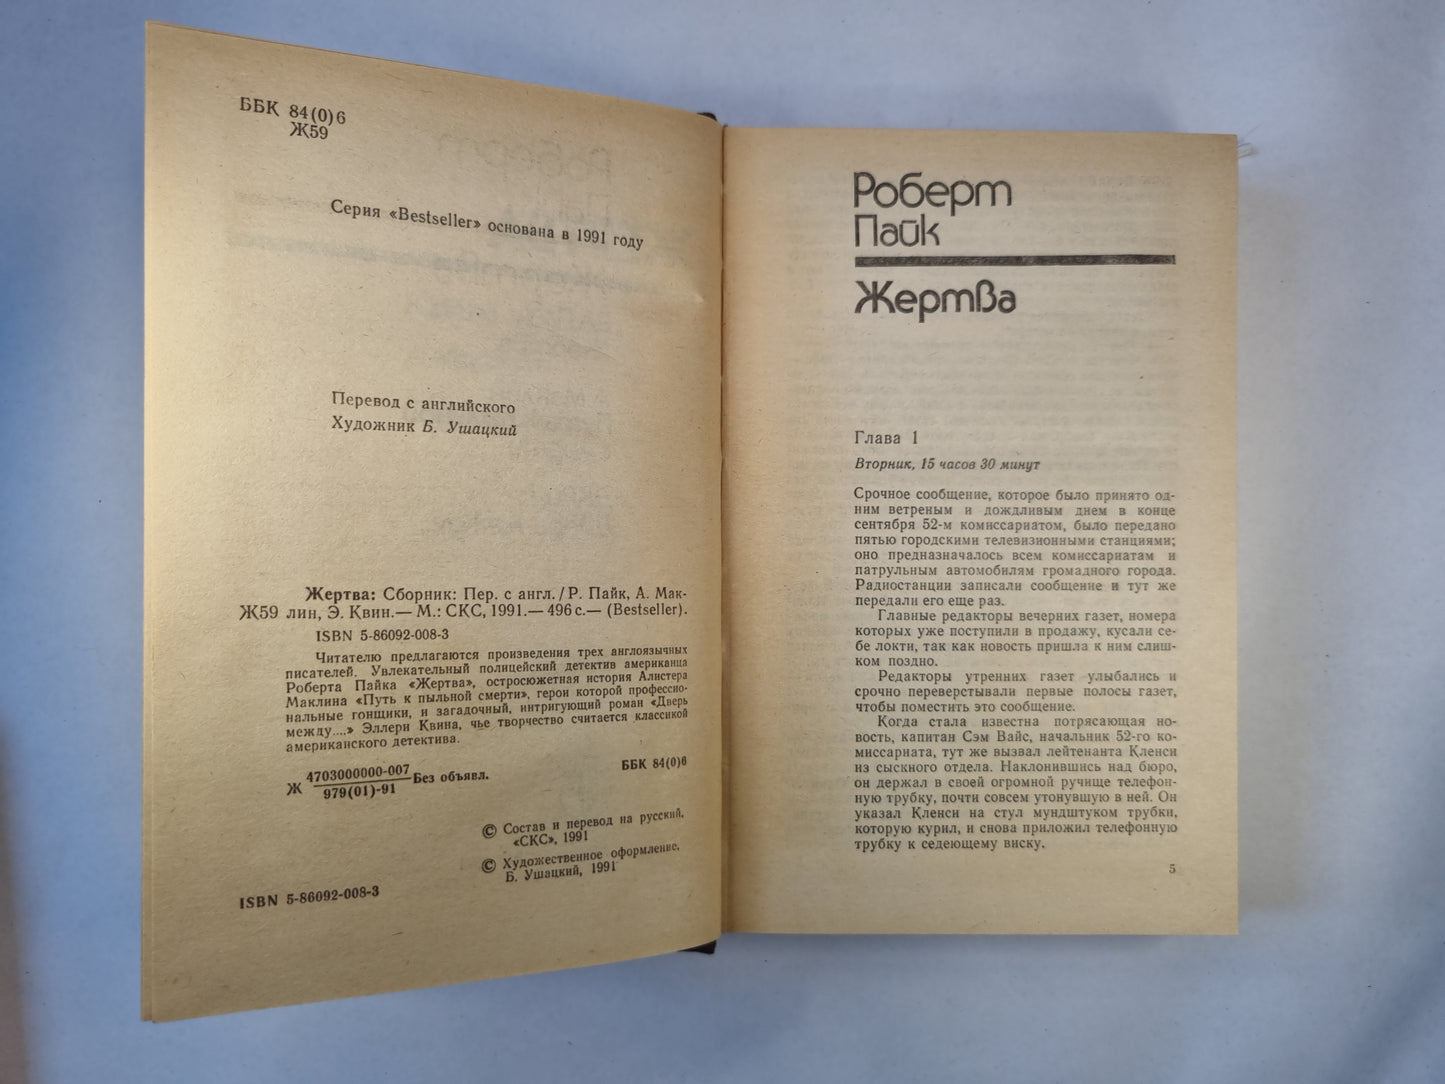 ББК 84(0)6
Ж59
Серия «Bestseller» основана в 1991 году
Перевод с английского
Художник Б. Ушацкий
Жертва: Сборник: Пер. с англ./Р. Пайк, А. Мак-
Ж59 лин, Э. Квин.— М.: СКС, 1991.— 496 с.— (Bestseller).
ISBN 5-86092-008-3
Читателю предлагаются произведения трех англоязычных
писателей. Увлекательный полицейский детектив американца
Роберта Пайка «Жертва», остросюжетная история Алистера
Маклина «Путь к пыльной смерти», герои которой профессио-
нальные гонщики, и загадочный, интригующий роман «Дверь
между....» Эллери Квина, чье творчество считается классикой
американского детектива.
Ж 4703000000-007
979(01)-91 Без объявл.
ББК 84(0)6
© Состав и перевод на русский.
«СКС», 1991
© Художественное оформление.
Б. Ушацкий, 1991
ISBN 5-86092-008-3
Роберт
Пайк
Жертва
Глава 1
Вторник, 15 часов 30 минут
Срочное сообщение, которое было принято од-
ним ветреным и дождливым днем в конце
сентября 52-м комиссариатом, было передано
пятью городскими телевизионными станциями;
оно предназначалось всем комиссариатам и
патрульным автомобилям громадного города.
Радиостанции записали сообщение и тут же
передали его еще раз.
Главные редакторы вечерних газет, номера
которых уже поступили в продажу, кусали се-
бе локти, так как новость пришла к ним слиш-
ком поздно.
Редакторы утренних газет улыбались и
срочно переверстывали первые полосы газет,
чтобы поместить это сообщение.
Когда стала известна потрясающая но-
вость, капитан Сэм Вайс, начальник 52-го ко-
миссариата, тут же вызвал лейтенанта Кленси
из сыскного отдела. Наклонившись над бюро,
он держал в своей огромной ручище телефон-
ную трубку, почти совсем утонувшую в ней. Он
указал Кленси на стул мундштуком трубки,
которую курил, и снова приложил телефонную
трубку к седеющему виску.
5